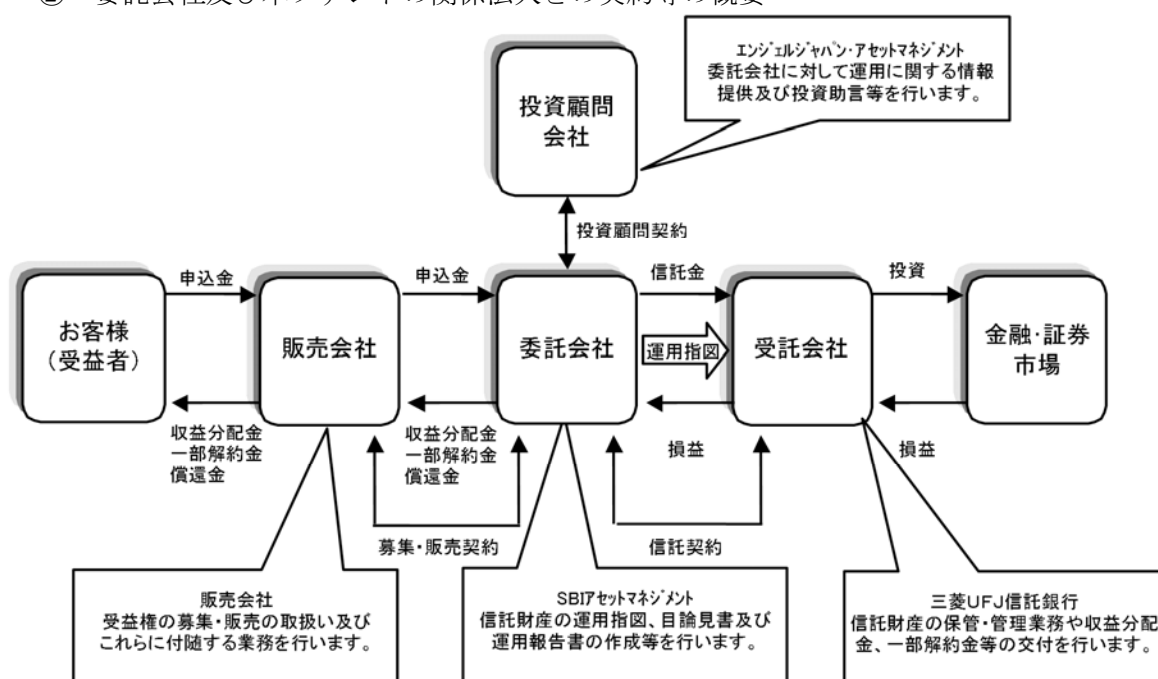 ② 委託会社及び本ファンドの関係法人との契約等の概要
エンジェルジャパン・アセットマネジメント
委託会社に対して運用に関する情報
提供及び投資助言等を行います。
投資顧問
会社
投資顧問契約
申込金
申込金
信託金
投資
お客様
（受益者）
販売会社
委託会社
運用指図
受託会社
金融・証券
市場
収益分配金
一部解約金
償還金
収益分配金
一部解約金
償還金
損益
損益
募集・販売契約
信託契約
販売会社
受益権の募集・販売の取扱い及び
これらに付随する業務を行います。
SBIアセットマネジメント
信託財産の運用指図、目論見書及び
運用報告書の作成等を行います。
三菱UFJ信託銀行
信託財産の保管・管理業務や収益分配
金、一部解約金等の交付を行います。